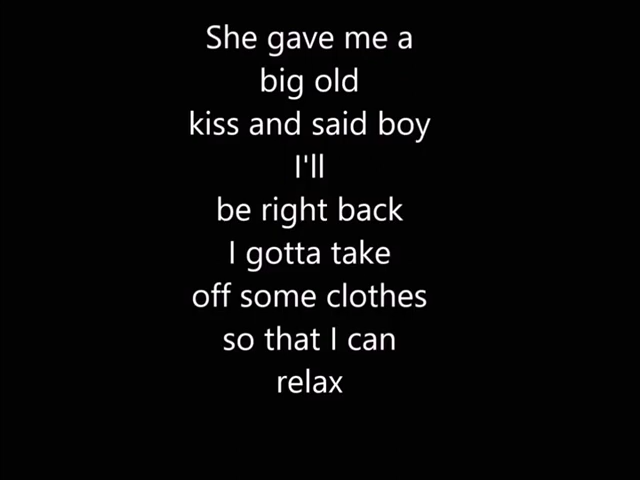 She gave me a
big old
kiss and said boy
I'll
be right back
I gotta take
off some clothes
so that I can
relax